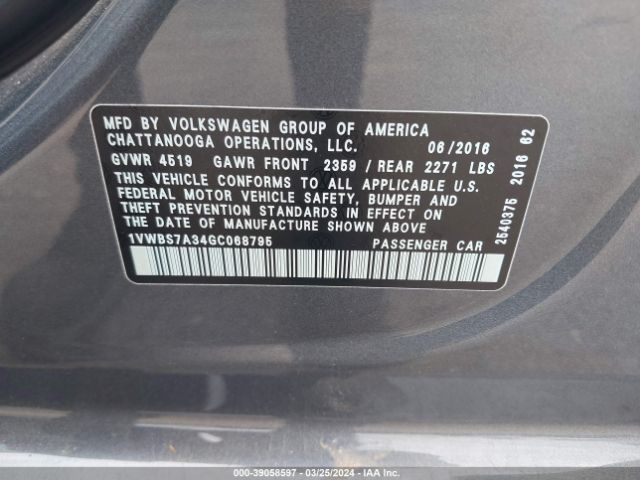 MFD BY VOLKSWAGEN GROUP OF AMERICA
CHATTANOOGA OPERATIONS, LLC. 06/2016
GVWR 4519 GAWR FRONT 2359 / REAR 2271 LBS
THIS VEHICLE CONFORMS TO ALL APPLICABLE U.S.
FEDERAL MOTOR VEHICLE SAFETY, BUMPER AND
THEFT PREVENTION STANDARDS IN EFFECT ON
THE DATE OF MANUFACTURE SHOWN ABOVE
1VWBS7A34GC068795 PASSENGER CAR
2540375 2016 62
000-39058597 - 03/25/2024 - IAA Inc.